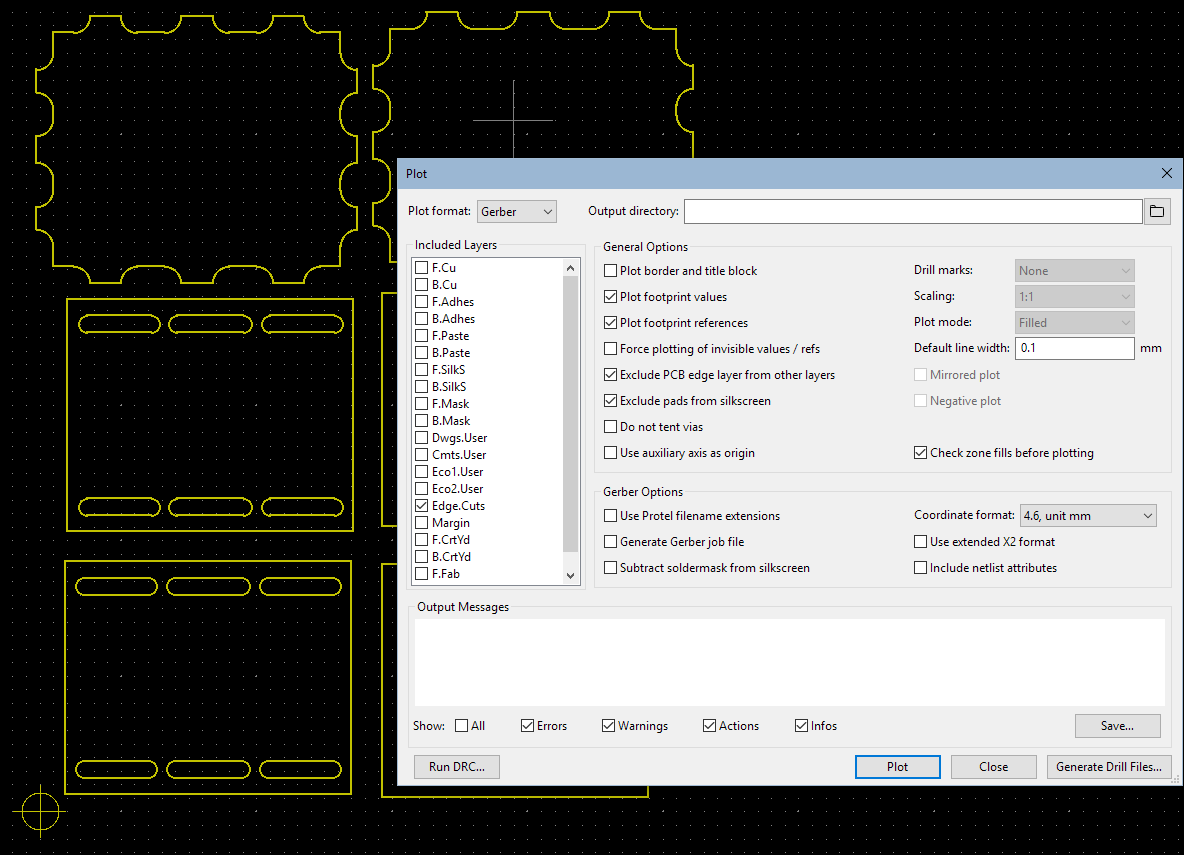 Plot
Plot format: Gerber
Output directory:
Included Layers
F.Cu
B.Cu
F.Adhes
B.Adhes
F.Paste
B.Paste
F.SilkS
B.SilkS
F.Mask
B.Mask
Dwgs.User
Cmts.User
Eco1.User
Eco2.User
Edge.Cuts
Margin
F.CrtYd
B.CrtYd
F.Fab
General Options
Plot border and title block
Plot footprint values
Plot footprint references
Force plotting of invisible values / refs
Exclude PCB edge layer from other layers
Exclude pads from silkscreen
Do not tent vias
Use auxiliary axis as origin
Drill marks: None
Scaling: 1:1
Plot mode: Filled
Default line width: 0.1 mm
Mirrored plot
Negative plot
Check zone fills before plotting
Gerber Options
Use Protel filename extensions
Generate Gerber job file
Subtract soldermask from silkscreen
Coordinate format: 4.6, unit mm
Use extended X2 format
Include netlist attributes
Output Messages
Show: All Errors Warnings Actions Infos Save...
Run DRC... Plot Close Generate Drill Files...